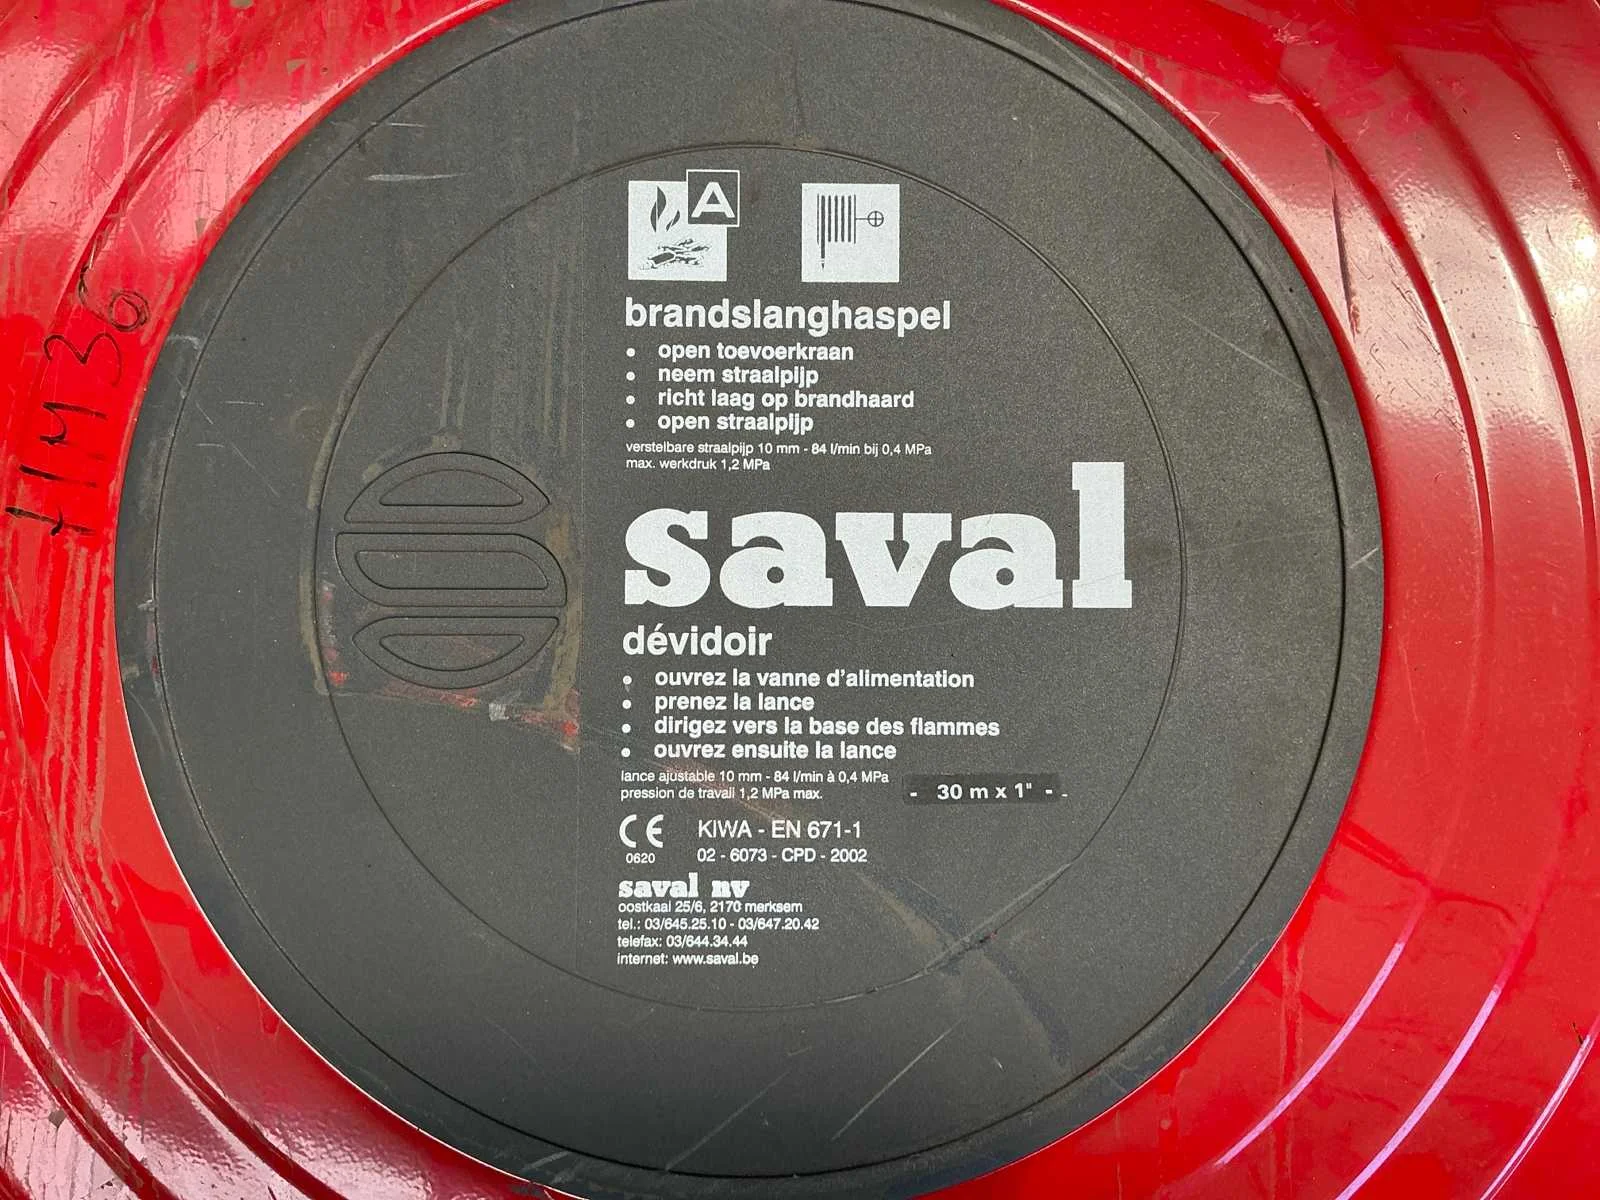 A
brandslanghaspel
• open toevoerkraan
• neem straalpijp
• richt laag op brandhaard
• open straalpijp
verstelbare straalpijp 10 mm - 84 l/min bij 0,4 MPa
max. werkdruk 1,2 MPa
saval
dévidoir
• ouvrez la vanne d'alimentation
• prenez la lance
• dirigez vers la base des flammes
• ouvrez ensuite la lance
lance ajustable 10 mm - 84 l/min à 0,4 MPa
pression de travail 1,2 MPa max.
- 30 m x 1" - -
CE KIWA - EN 671-1
0620 02 - 6073 - CPD - 2002
saval nv
oostkaai 25/6, 2170 merksem
tel.: 03/645.25.10 - 03/647.20.42
telefax: 03/644.34.44
internet: www.saval.be
HM36